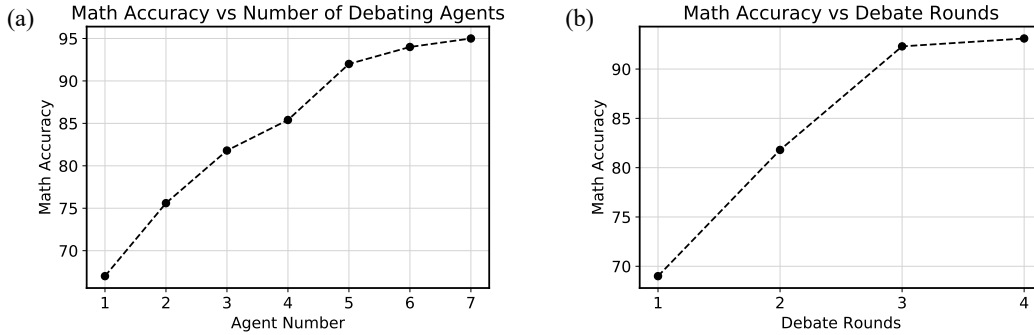 (a)
Math Accuracy vs Number of Debating Agents
95
90
85
80
75
70
Math Accuracy
1 2 3 4 5 6 7
Agent Number
(b)
Math Accuracy vs Debate Rounds
90
85
80
75
70
Math Accuracy
1 2 3 4
Debate Rounds